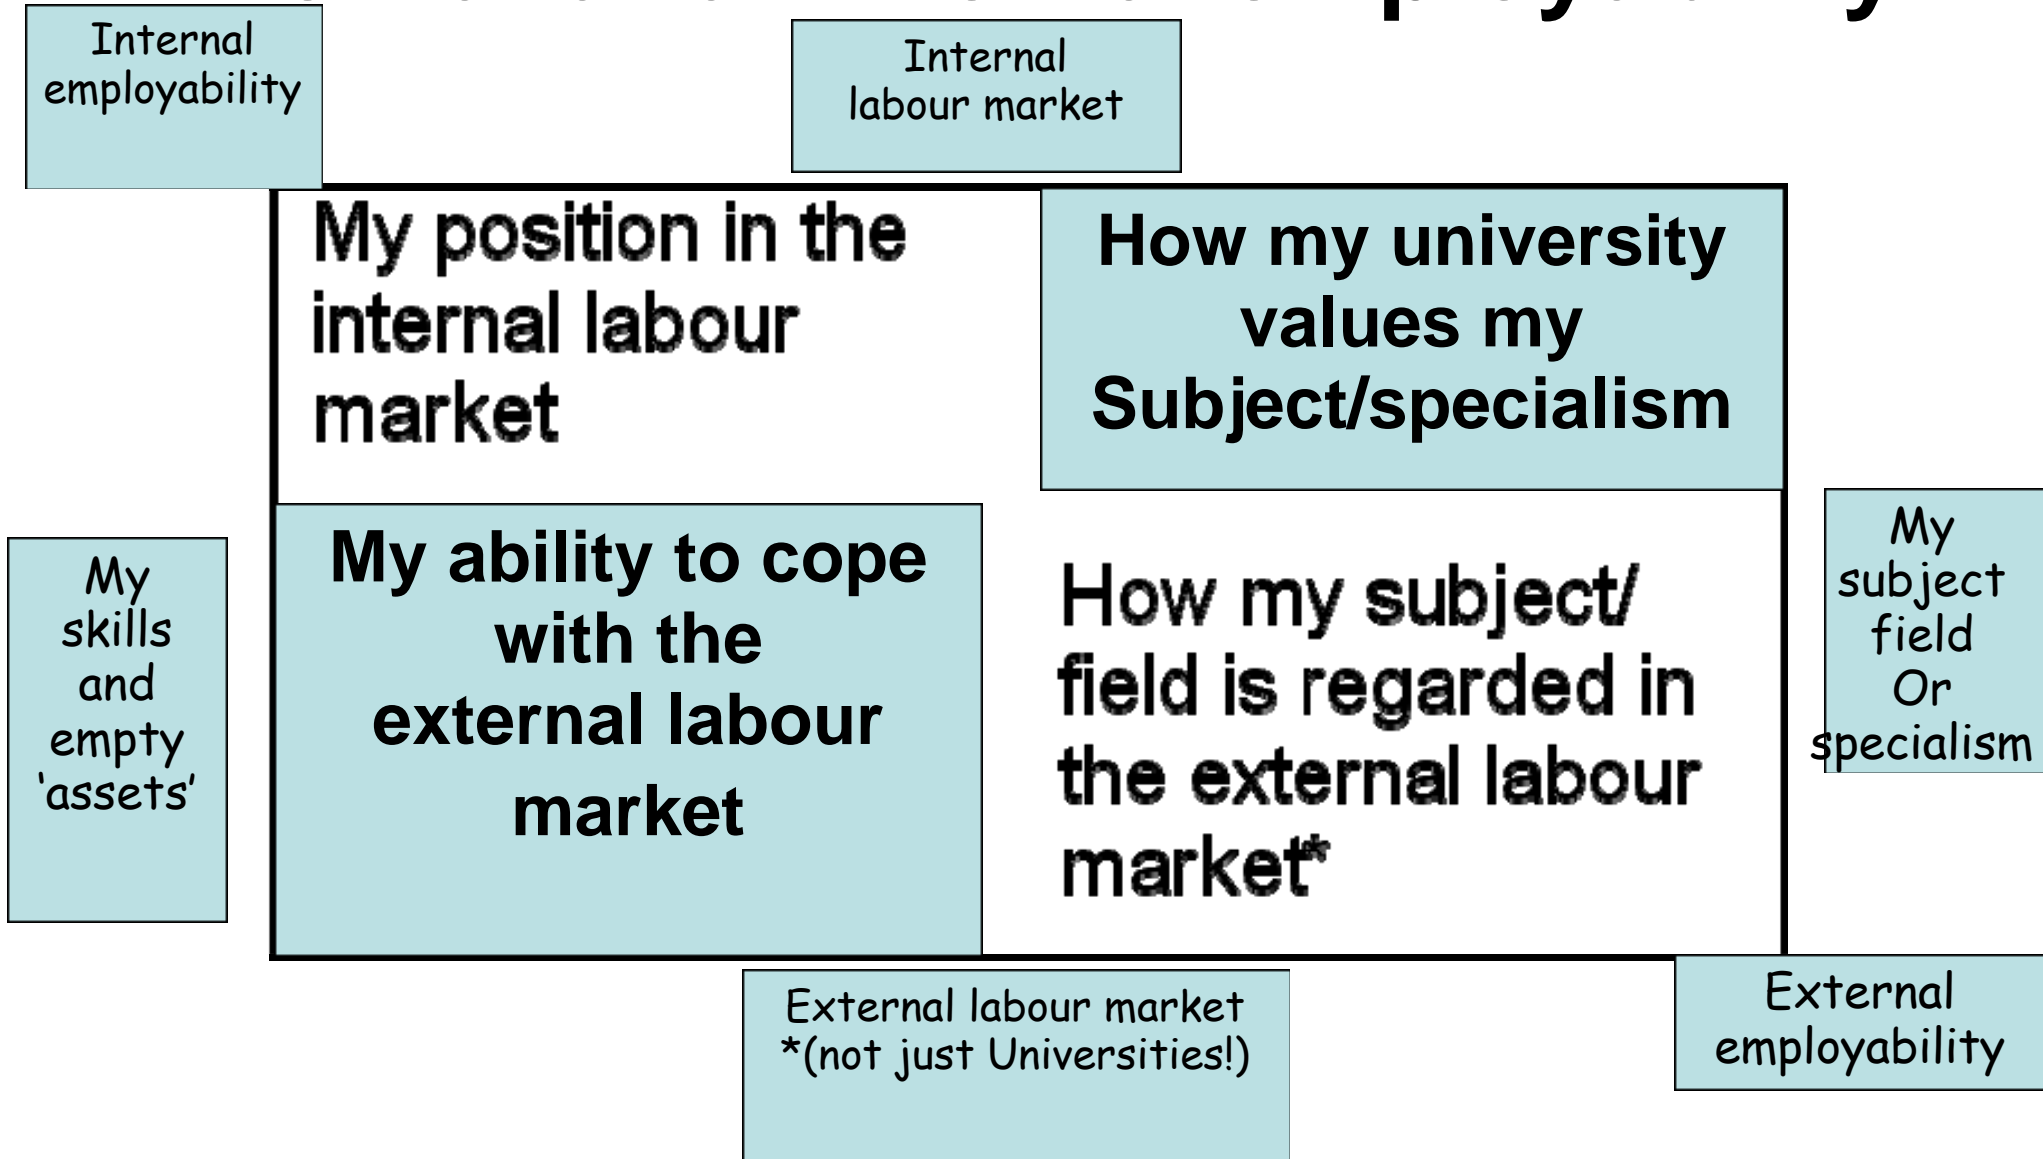 Internal
employability
Internal
labour market
My position in the
internal labour
market
How my university
values my
Subject/specialism
My
skills
and
empty
‘assets’
My ability to cope
with the
external labour
market
How my subject/
field is regarded in
the external labour
market*
My
subject
field
Or
specialism
External labour market
*(not just Universities!)
External
employability